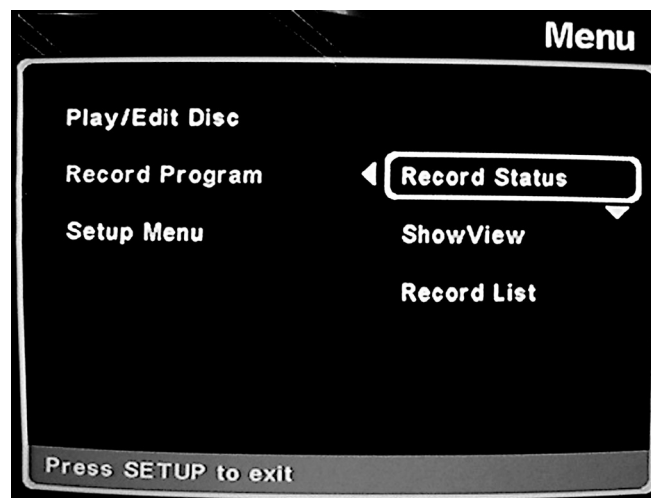 Menu
Play/Edit Disc
Record Program
Record Status
Setup Menu
ShowView
Record List
Press SETUP to exit